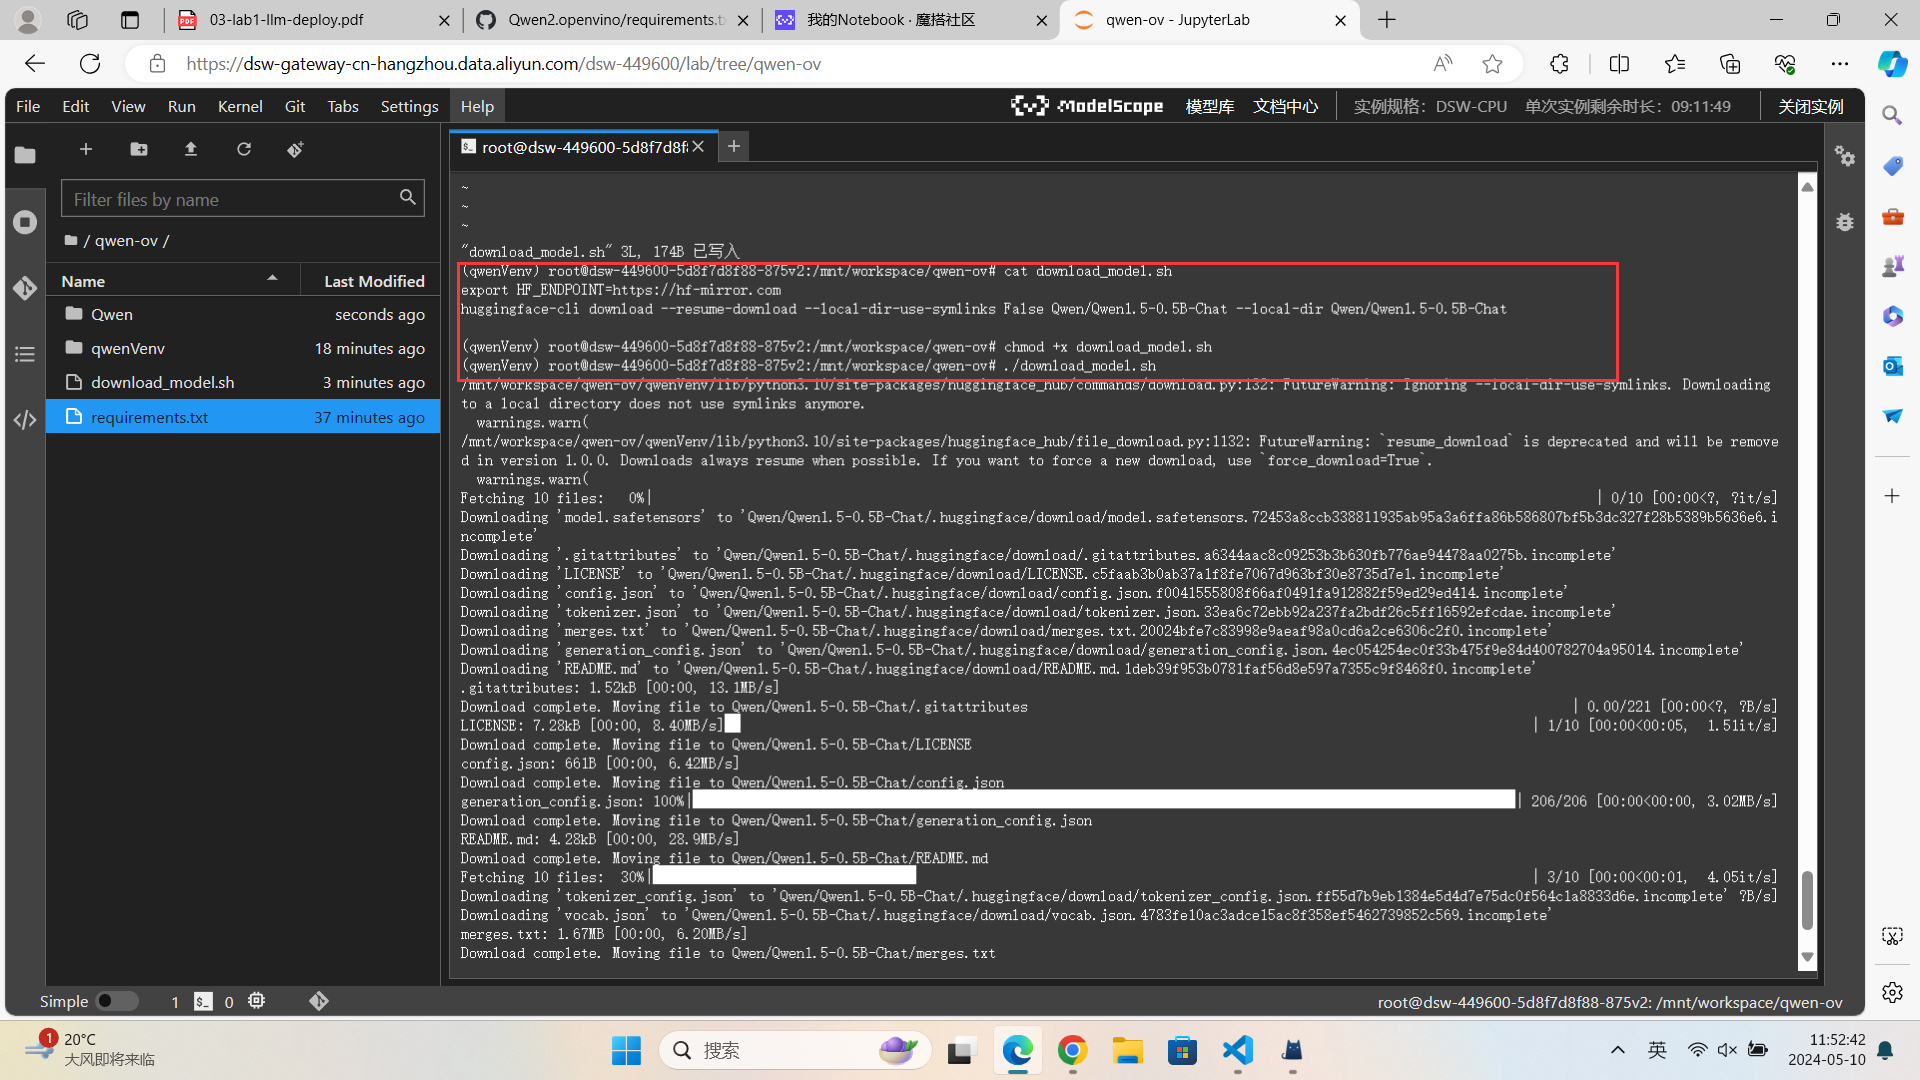 03-lab1-llm-deploy.pdf
Qwen2.openvino/requirements.t
我的Notebook · 魔搭社区
qwen-ov - JupyterLab
https://dsw-gateway-cn-hangzhou.data.aliyun.com/dsw-449600/lab/tree/qwen-ov
File Edit View Run Kernel Git Tabs Settings Help
ModelScope 模型库 文档中心 实例规格: DSW-CPU 单次实例剩余时长: 09:11:49 关闭实例
root@dsw-449600-5d8f7d8f8
Filter files by name
/ qwen-ov /
Name Last Modified
Qwen seconds ago
qwenVenv 18 minutes ago
download_model.sh 3 minutes ago
requirements.txt 37 minutes ago
~
~
~
"download_model.sh" 3L, 174B 已写入
(qwenVenv) root@dsw-449600-5d8f7d8f88-875v2:/mnt/workspace/qwen-ov# cat download_model.sh
export HF_ENDPOINT=https://hf-mirror.com
huggingface-cli download --resume-download --local-dir-use-symlinks False Qwen/Qwen1.5-0.5B-Chat --local-dir Qwen/Qwen1.5-0.5B-Chat
(qwenVenv) root@dsw-449600-5d8f7d8f88-875v2:/mnt/workspace/qwen-ov# chmod +x download_model.sh
(qwenVenv) root@dsw-449600-5d8f7d8f88-875v2:/mnt/workspace/qwen-ov# ./download_model.sh
/mnt/workspace/qwen-ov/qwenVenv/lib/python3.10/site-packages/huggingface_hub/commands/download.py:132: FutureWarning: Ignoring --local-dir-use-symlinks. Downloading
to a local directory does not use symlinks anymore.
warnings.warn(
/mnt/workspace/qwen-ov/qwenVenv/lib/python3.10/site-packages/huggingface_hub/file_download.py:1132: FutureWarning: `resume_download` is deprecated and will be remove
d in version 1.0.0. Downloads always resume when possible. If you want to force a new download, use `force_download=True`.
warnings.warn(
Fetching 10 files: 0%| | 0/10 [00:00<?, ?it/s]
Downloading 'model.safetensors' to 'Qwen/Qwen1.5-0.5B-Chat/.huggingface/download/model.safetensors.72453a8ccb338811935ab95a3a6ffa86b586807bf5b3dc327f28b5389b5636e6.i
ncomplete'
Downloading '.gitattributes' to 'Qwen/Qwen1.5-0.5B-Chat/.huggingface/download/.gitattributes.a6344aac8c09253b3b630fb776ae94478aa0275b.incomplete'
Downloading 'LICENSE' to 'Qwen/Qwen1.5-0.5B-Chat/.huggingface/download/LICENSE.c5faab3b0ab37a1f8fe7067d963bf30e8735d7e1.incomplete'
Downloading 'config.json' to 'Qwen/Qwen1.5-0.5B-Chat/.huggingface/download/config.json.f0041555808f66af0491fa912882f59ed29ed414.incomplete'
Downloading 'tokenizer.json' to 'Qwen/Qwen1.5-0.5B-Chat/.huggingface/download/tokenizer.json.33ea6c72ebb92a237fa2bdf26c5ff16592efcdae.incomplete'
Downloading 'merges.txt' to 'Qwen/Qwen1.5-0.5B-Chat/.huggingface/download/merges.txt.20024bfe7c83998e9aeaf98a0cd6a2ce6306c2f0.incomplete'
Downloading 'generation_config.json' to 'Qwen/Qwen1.5-0.5B-Chat/.huggingface/download/generation_config.json.4ec054254ec0f33b475f9e84d400782704a95014.incomplete'
Downloading 'README.md' to 'Qwen/Qwen1.5-0.5B-Chat/.huggingface/download/README.md.1deb39f953b0781faf56d8e597a7355c9f8468f0.incomplete'
.gitattributes: 1.52kB [00:00, 13.1MB/s]
Download complete. Moving file to Qwen/Qwen1.5-0.5B-Chat/.gitattributes | 0.00/221 [00:00<?, ?B/s]
LICENSE: 7.28kB [00:00, 8.40MB/s] | 1/10 [00:00<00:05, 1.51it/s]
Download complete. Moving file to Qwen/Qwen1.5-0.5B-Chat/LICENSE
config.json: 661B [00:00, 6.42MB/s]
Download complete. Moving file to Qwen/Qwen1.5-0.5B-Chat/config.json
generation_config.json: 100%| | 206/206 [00:00<00:00, 3.02MB/s]
Download complete. Moving file to Qwen/Qwen1.5-0.5B-Chat/generation_config.json
README.md: 4.28kB [00:00, 28.9MB/s]
Download complete. Moving file to Qwen/Qwen1.5-0.5B-Chat/README.md
Fetching 10 files: 30%| | 3/10 [00:00<00:01, 4.05it/s]
Downloading 'tokenizer_config.json' to 'Qwen/Qwen1.5-0.5B-Chat/.huggingface/download/tokenizer_config.json.ff55d7b9eb1384e5d4d7e75dc0f564c1a8833d6e.incomplete' ?B/s]
Downloading 'vocab.json' to 'Qwen/Qwen1.5-0.5B-Chat/.huggingface/download/vocab.json.4783fe10ac3adce15ac8f358ef5462739852c569.incomplete'
merges.txt: 1.67MB [00:00, 6.20MB/s]
Download complete. Moving file to Qwen/Qwen1.5-0.5B-Chat/merges.txt
Simple 1 0
root@dsw-449600-5d8f7d8f88-875v2: /mnt/workspace/qwen-ov
1
20°C
大风即将来临
搜索
英
11:52:42
2024-05-10